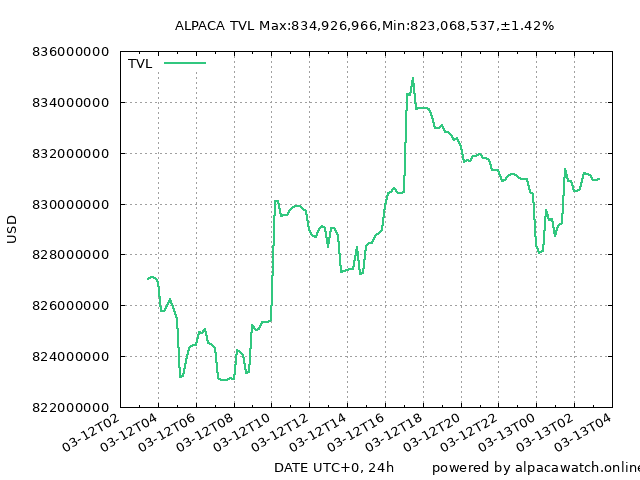 ALPACA TVL Max:834,926,966,Min:823,068,537,±1.42%
836000000
TVL
834000000
832000000
830000000
USD
828000000
826000000
824000000
822000000
03-12T02
03-12T04
03-12T06
03-12T08
03-12T10
03-12T12
03-12T14
03-12T16
03-12T18
03-12T20
03-12T22
03-13T00
03-13T02
03-13T04
DATE UTC+0, 24h
powered by alpacawatch.online